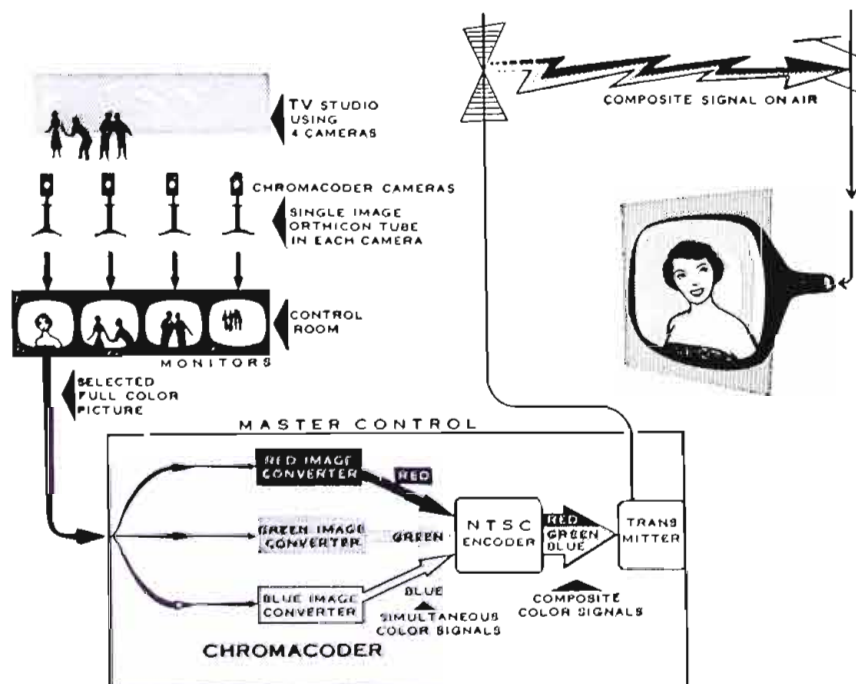 TV STUDIO
USING
4 CAMERAS
COMPOSITE SIGNAL ON AIR
CHROMACODER CAMERAS
SINGLE IMAGE
ORTHICON TUBE
IN EACH CAMERA
CONTROL
ROOM
MONITORS
SELECTED
FULL COLOR
PICTURE
MASTER CONTROL
RED IMAGE
CONVERTER
RED
GREEN IMAGE
CONVERTER
GREEN
BLUE IMAGE
CONVERTER
BLUE
NTSC
ENCODER
RED
GREEN
BLUE
TRANS
MITTER
SIMULTANEOUS
COLOR SIGNALS
COMPOSITE
COLOR SIGNALS
CHROMACODER